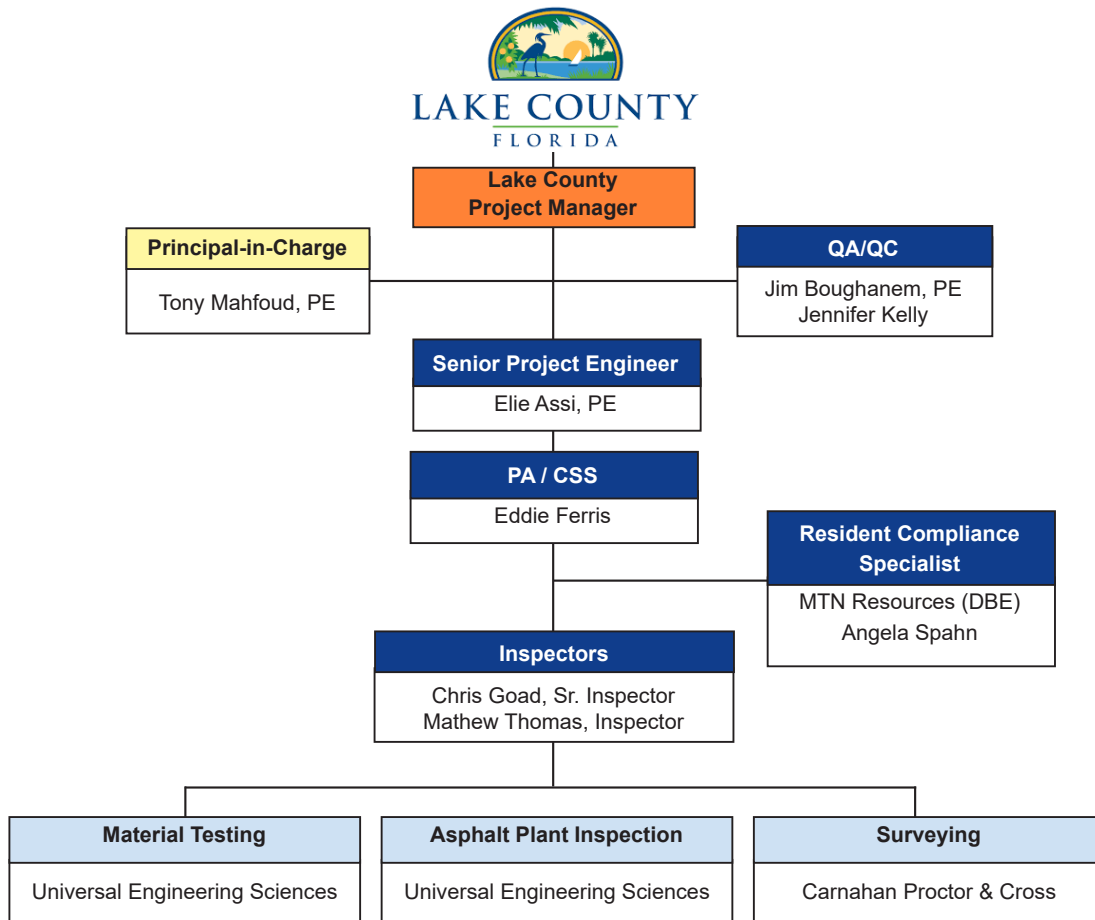 LAKE COUNTY
FLORIDA
Lake County
Project Manager
Principal-in-Charge
Tony Mahfoud, PE
QA/QC
Jim Boughanem, PE
Jennifer Kelly
Senior Project Engineer
Elie Assi, PE
PA / CSS
Eddie Ferris
Resident Compliance
Specialist
MTN Resources (DBE)
Angela Spahn
Inspectors
Chris Goad, Sr. Inspector
Mathew Thomas, Inspector
Material Testing
Universal Engineering Sciences
Asphalt Plant Inspection
Universal Engineering Sciences
Surveying
Carnahan Proctor & Cross